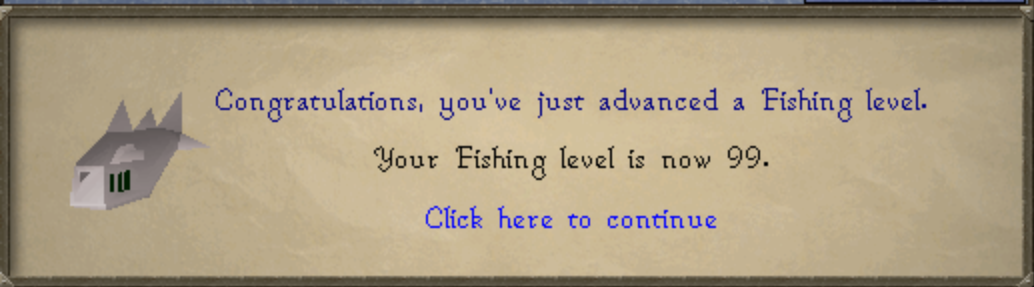 Congratulations, you've just advanced a Fishing level.
Your Fishing level is now 99.
Click here to continue